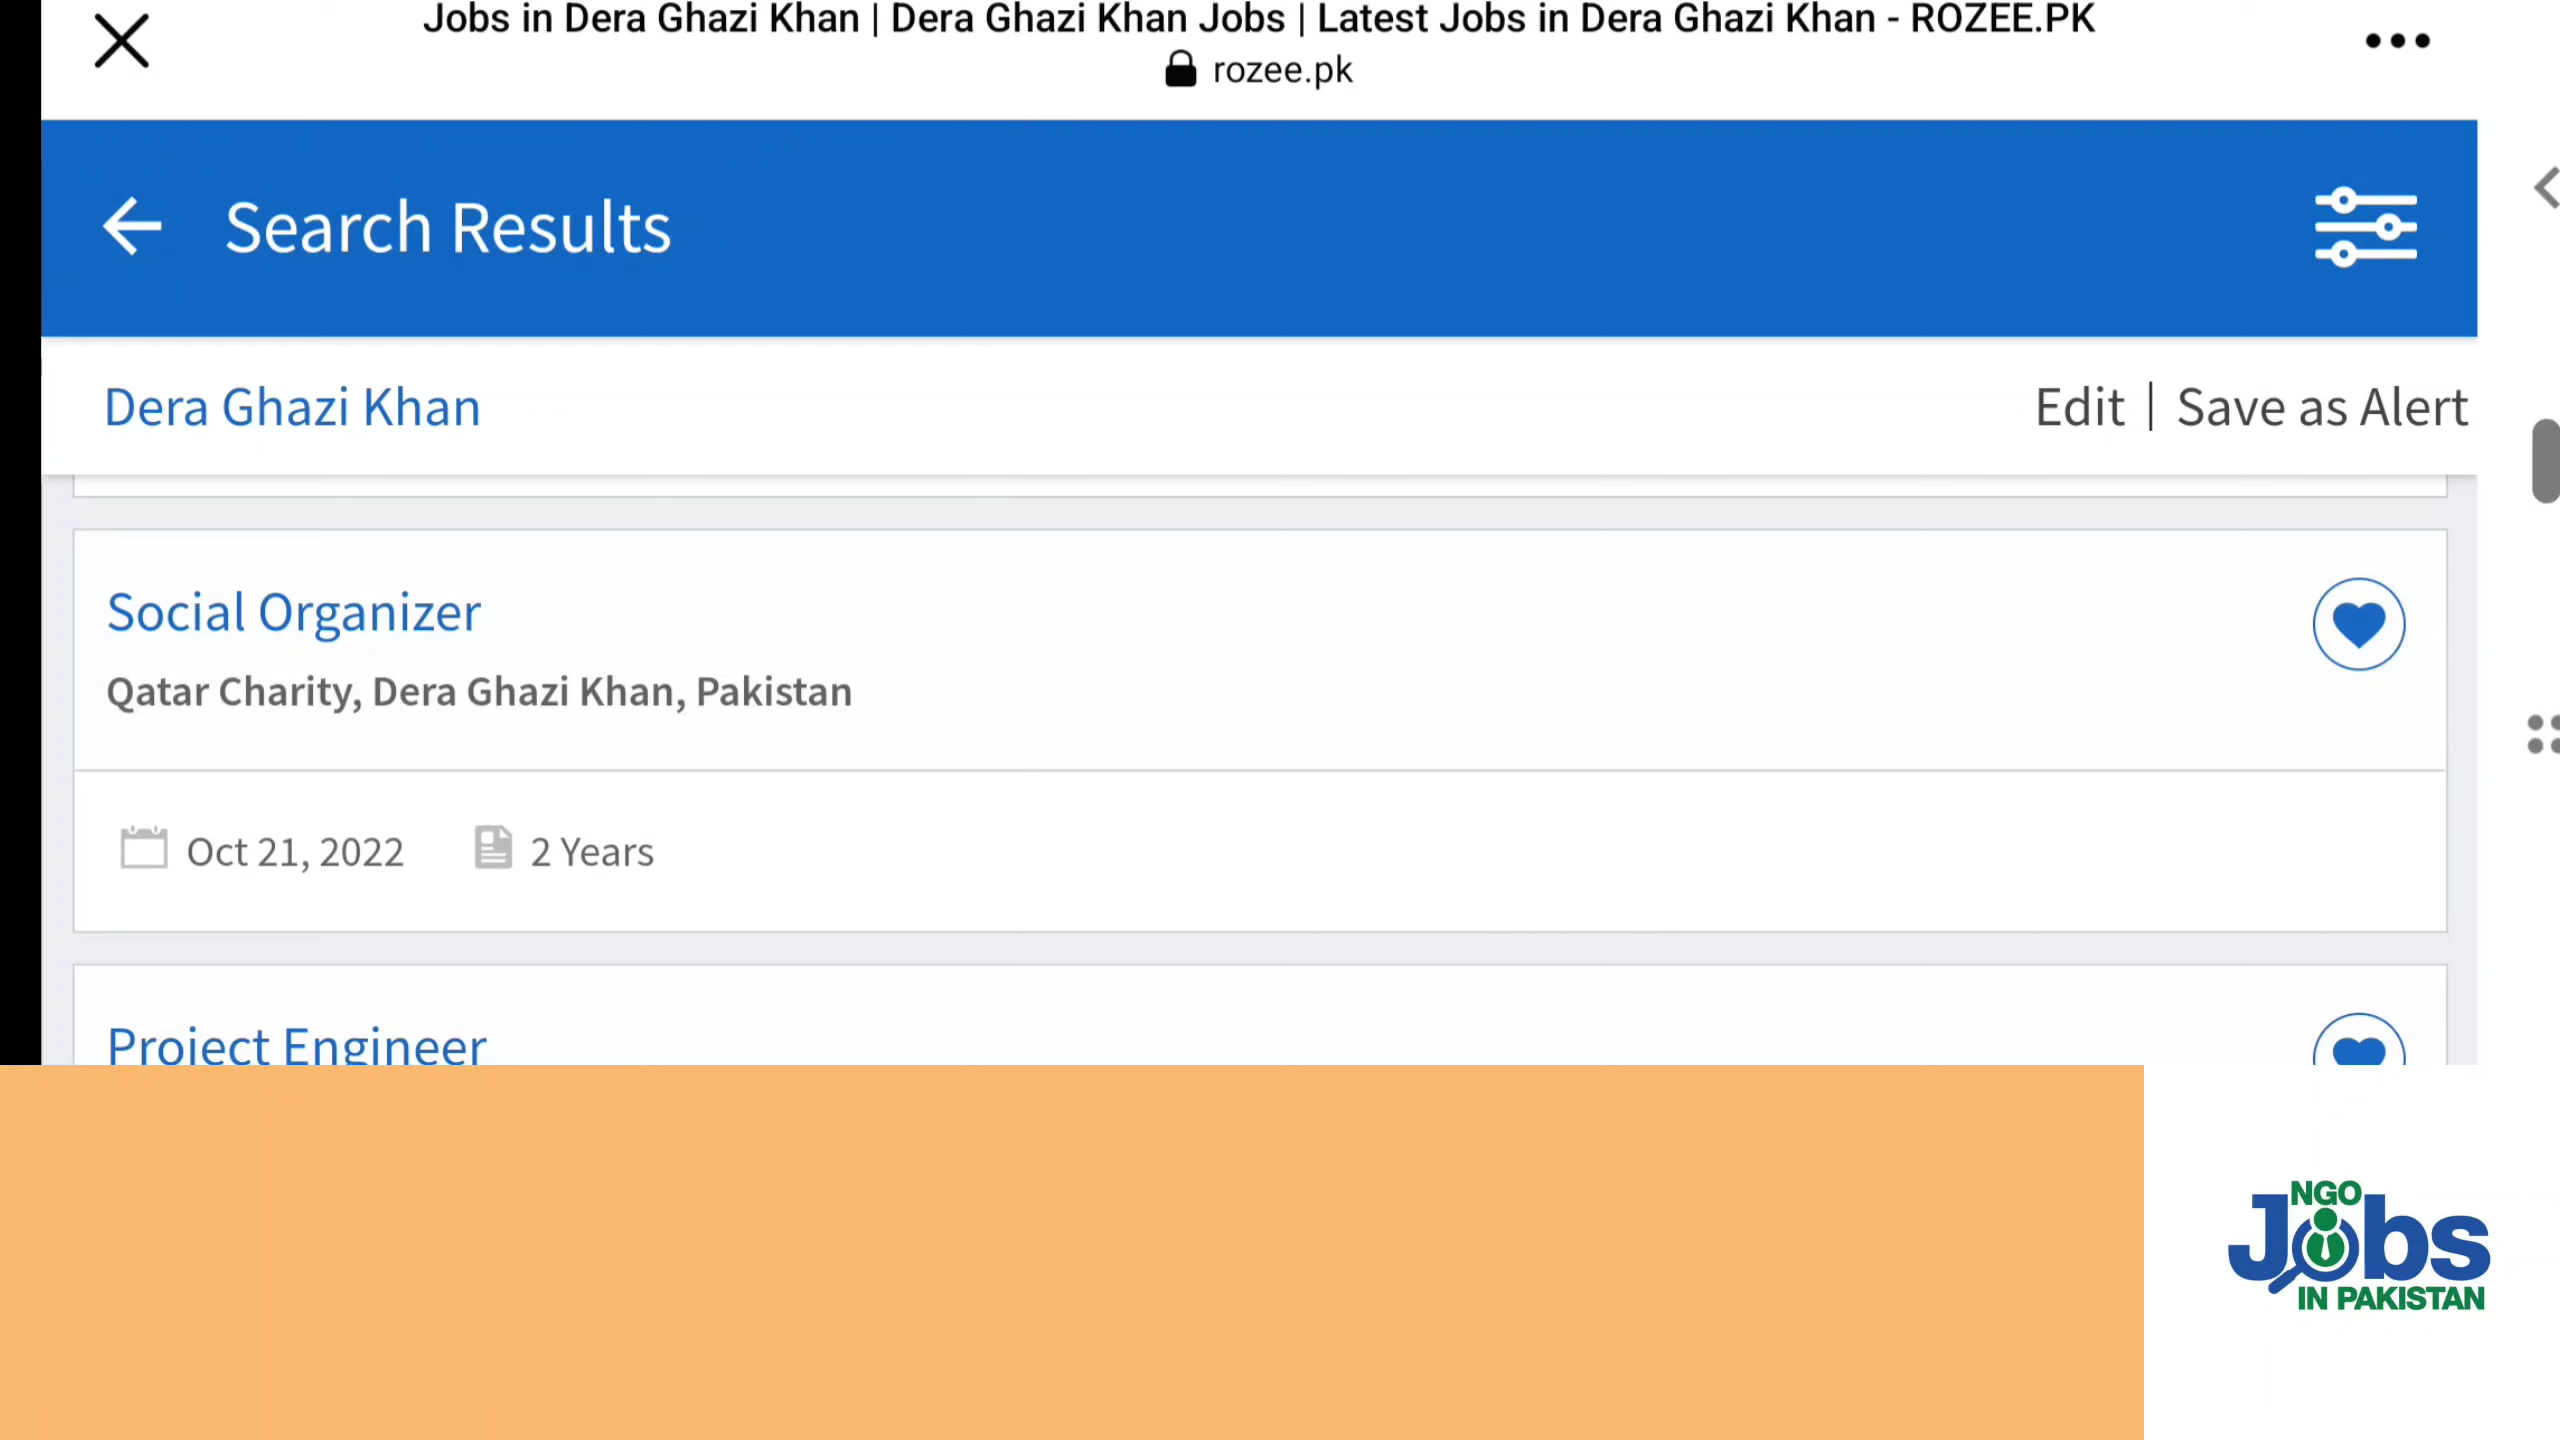 Jobs in Dera Ghazi Khan | Dera Ghazi Khan Jobs | Latest Jobs in Dera Ghazi Khan - ROZEE.PK
rozee.pk
Search Results
Dera Ghazi Khan
Edit | Save as Alert
Social Organizer
Qatar Charity, Dera Ghazi Khan, Pakistan
Oct 21, 2022
2 Years
Project Engineer
NGO
Jobs
IN PAKISTAN